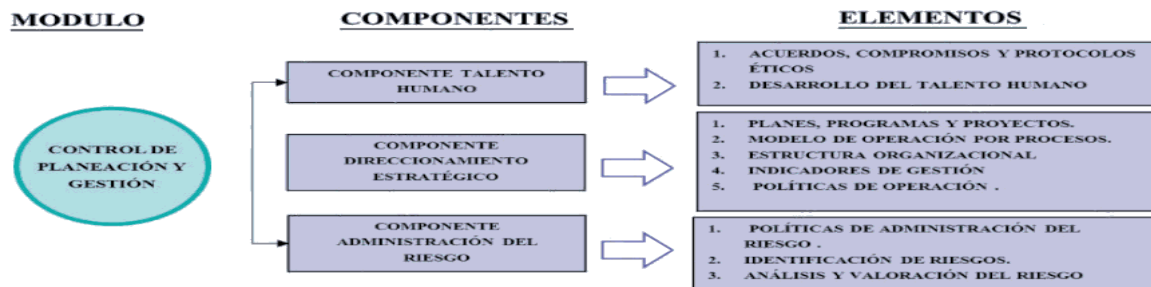 MODULO
COMPONENTES
ELEMENTOS
CONTROL DE
PLANEACIÓN Y
GESTIÓN
COMPONENTE TALENTO
HUMANO
1. ACUERDOS, COMPROMISOS Y PROTOCOLOS
ÉTICOS
2. DESARROLLO DEL TALENTO HUMANO
COMPONENTE
DIRECCIONAMIENTO
ESTRATÉGICO
1. PLANES, PROGRAMAS Y PROYECTOS.
2. MODELO DE OPERACIÓN POR PROCESOS.
3. ESTRUCTURA ORGANIZACIONAL
4. INDICADORES DE GESTIÓN
5. POLÍTICAS DE OPERACIÓN .
COMPONENTE
ADMINISTRACIÓN DEL
RIESGO
1. POLÍTICAS DE ADMINISTRACIÓN DEL
RIESGO .
2. IDENTIFICACIÓN DE RIESGOS.
3. ANÁLISIS Y VALORACIÓN DEL RIESGO